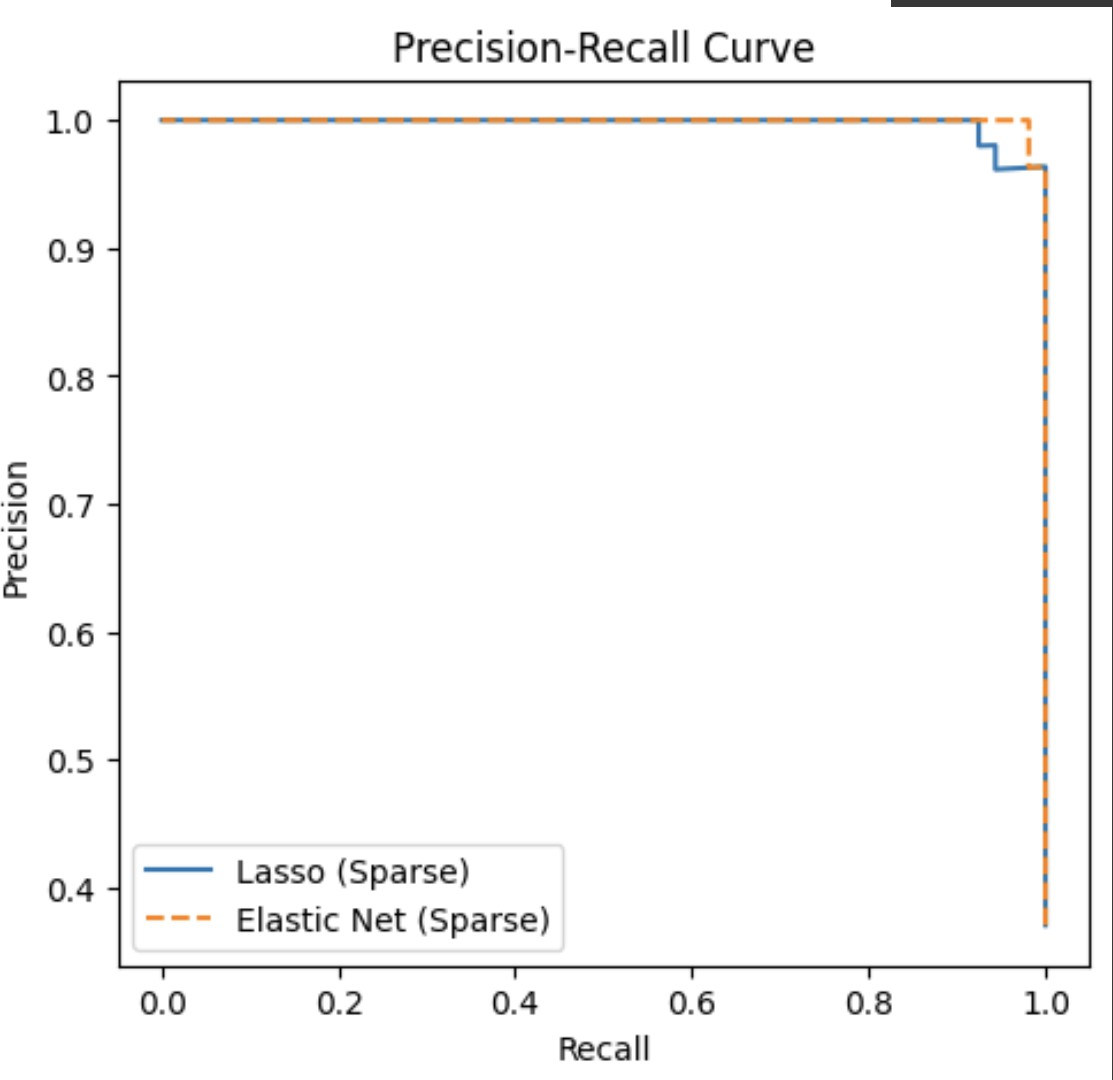 Precision-Recall Curve
1.0
0.9
0.8
0.7
0.6
0.5
0.4
Precision
Lasso (Sparse)
Elastic Net (Sparse)
0.0 0.2 0.4 0.6 0.8 1.0
Recall